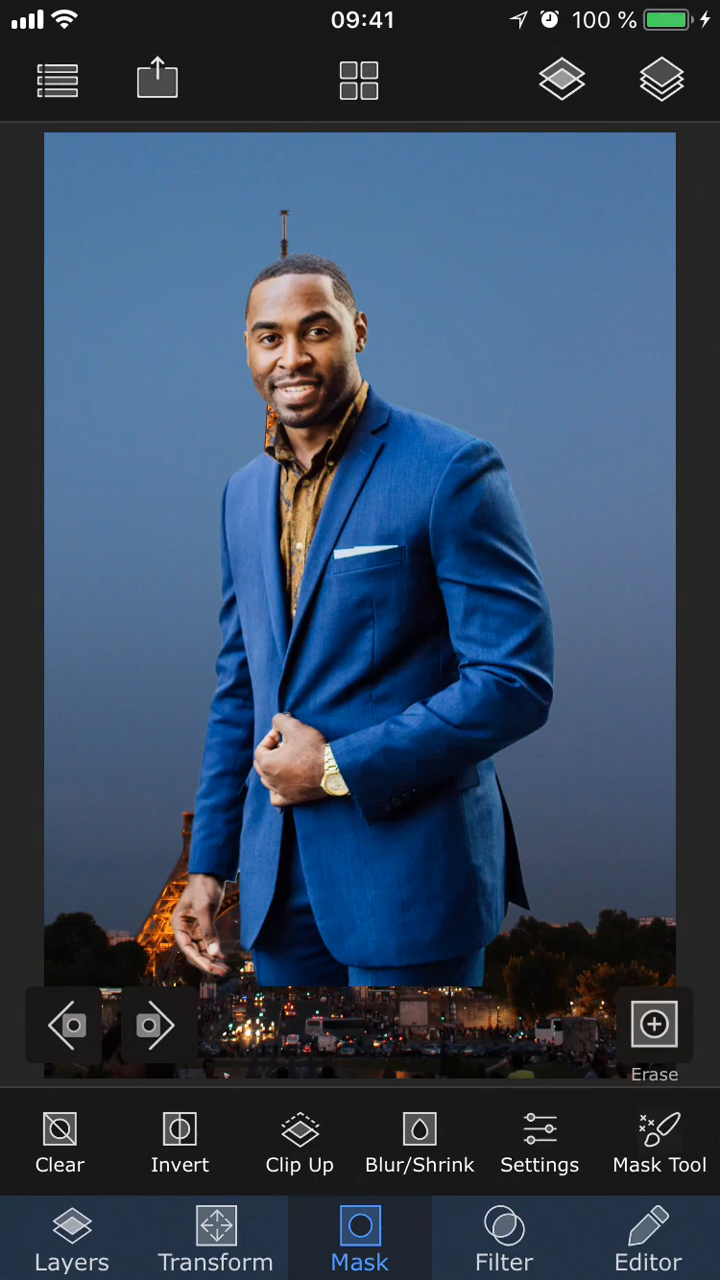 09:41
100 %
Erase
Clear
Invert
Clip Up
Blur/Shrink
Settings
Mask Tool
Layers
Transform
Mask
Filter
Editor